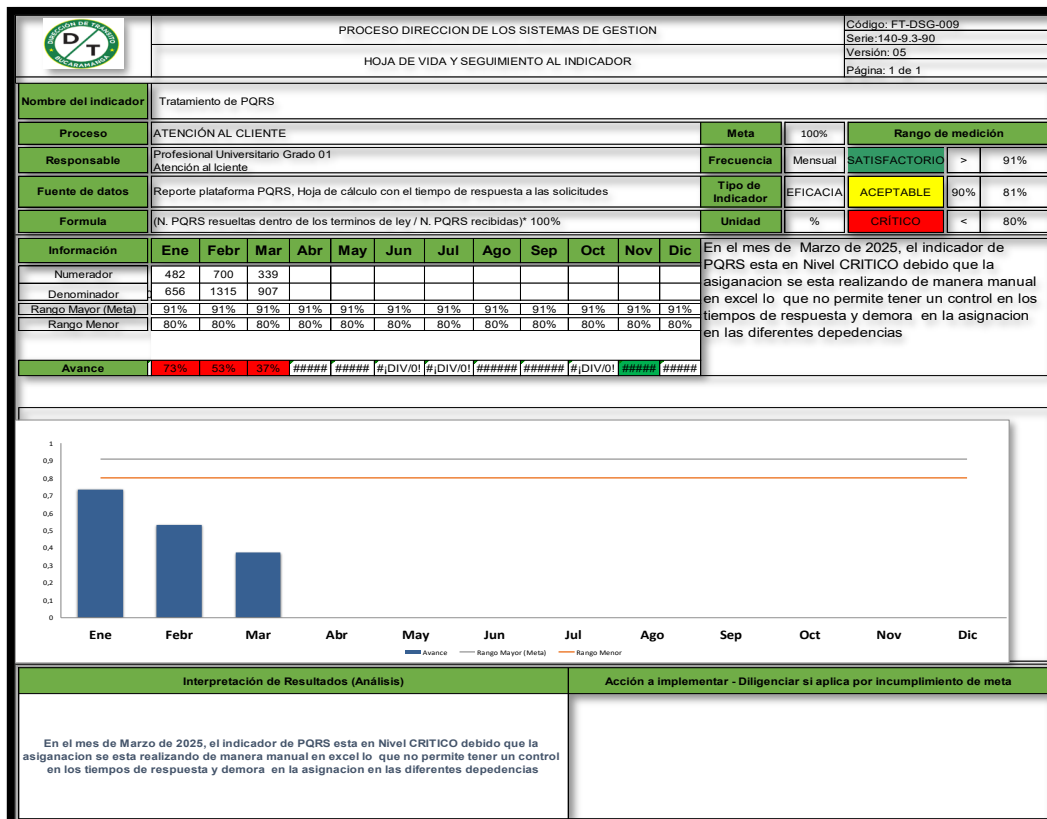 DIRECCIÓN DE TRÁNSITO
D T
BUCARAMANGA
PROCESO DIRECCION DE LOS SISTEMAS DE GESTION
HOJA DE VIDA Y SEGUIMIENTO AL INDICADOR
Código: FT-DSG-009
Serie:140-9.3-90
Versión: 05
Página: 1 de 1
Nombre del indicador Tratamiento de PQRS
Proceso ATENCIÓN AL CLIENTE Meta 100% Rango de medición
Responsable Profesional Universitario Grado 01
Atención al lciente
Frecuencia Mensual SATISFACTORIO > 91%
Fuente de datos Reporte plataforma PQRS, Hoja de cálculo con el tiempo de respuesta a las solicitudes
Tipo de
Indicador
EFICACIA ACEPTABLE 90% 81%
Formula (N. PQRS resueltas dentro de los terminos de ley / N. PQRS recibidas)* 100% Unidad % CRÍTICO < 80%
Información Ene Febr Mar Abr May Jun Jul Ago Sep Oct Nov Dic
Numerador 482 700 339
Denominador 656 1315 907
Rango Mayor (Meta) 91% 91% 91% 91% 91% 91% 91% 91% 91% 91% 91% 91%
Rango Menor 80% 80% 80% 80% 80% 80% 80% 80% 80% 80% 80% 80%
Avance 73% 53% 37% ##### ##### #¡DIV/0! #¡DIV/0! ###### ###### #¡DIV/0! ##### #####
En el mes de Marzo de 2025, el indicador de
PQRS esta en Nivel CRITICO debido que la
asiganacion se esta realizando de manera manual
en excel lo que no permite tener un control en los
tiempos de respuesta y demora en la asignacion
en las diferentes depedencias
1
0,9
0,8
0,7
0,6
0,5
0,4
0,3
0,2
0,1
0
Ene Febr Mar Abr May Jun Jul Ago Sep Oct Nov Dic
Avance Rango Mayor (Meta) Rango Menor
Interpretación de Resultados (Análisis) Acción a implementar - Diligenciar si aplica por incumplimiento de meta
En el mes de Marzo de 2025, el indicador de PQRS esta en Nivel CRITICO debido que la
asiganacion se esta realizando de manera manual en excel lo que no permite tener un control
en los tiempos de respuesta y demora en la asignacion en las diferentes depedencias